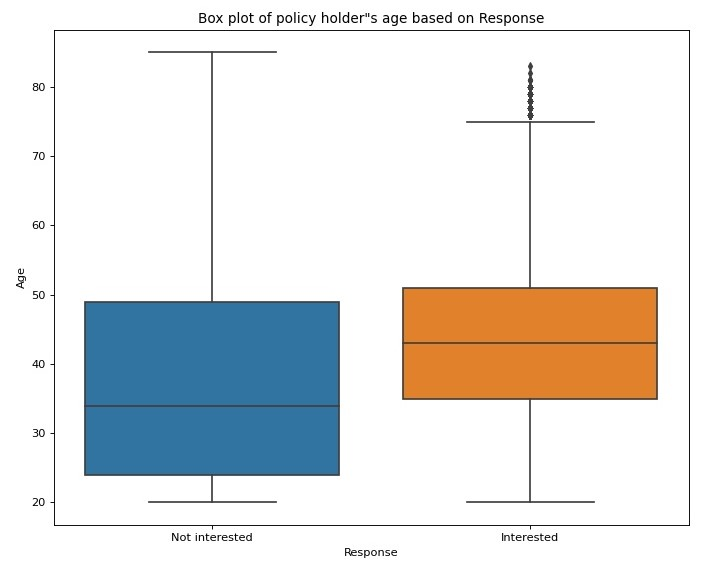 Box plot of policy holder"s age based on Response
Age
80
70
60
50
40
30
20
Not interested
Interested
Response